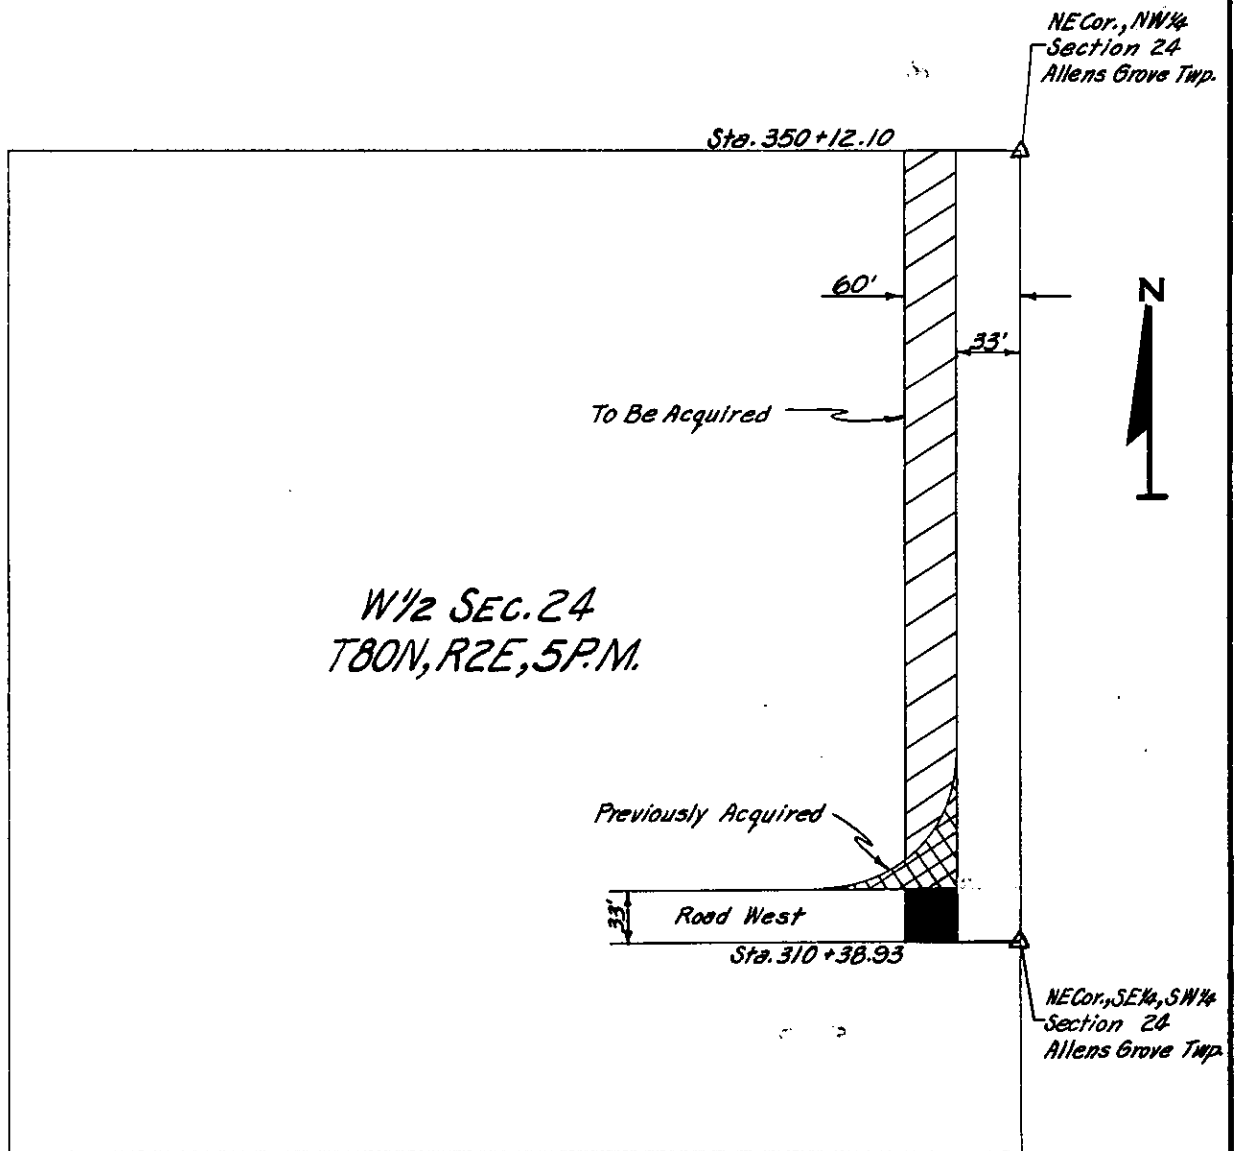 NE Cor., NW¼
Section 24
Allens Grove Twp.
Sta. 350+12.10
60'
N
33'
To Be Acquired
W½ SEC. 24
T80N, R2E, 5P.M.
Previously Acquired
33'
Road West
Sta. 310+38.93
NE Cor., SE¼, SW¼
Section 24
Allens Grove Twp.